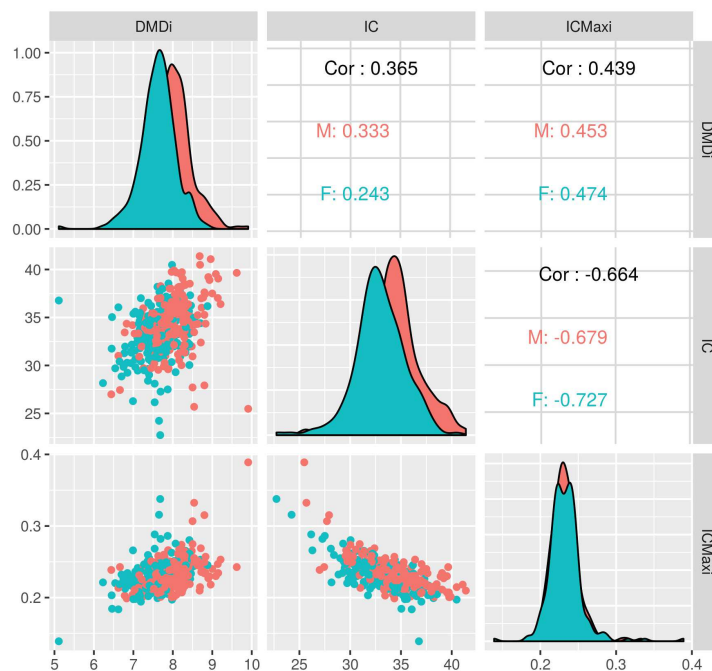 DMDi IC ICMaxi
1.00
0.75
0.50
0.25
0.00
Cor : 0.365
M: 0.333
F: 0.243
Cor : 0.439
M: 0.453
F: 0.474
DMDi
40
35
30
25
Cor : -0.664
M: -0.679
F: -0.727
IC
0.4
0.3
0.2
ICMaxi
5 6 7 8 9 10 25 30 35 40 0.2 0.3 0.4